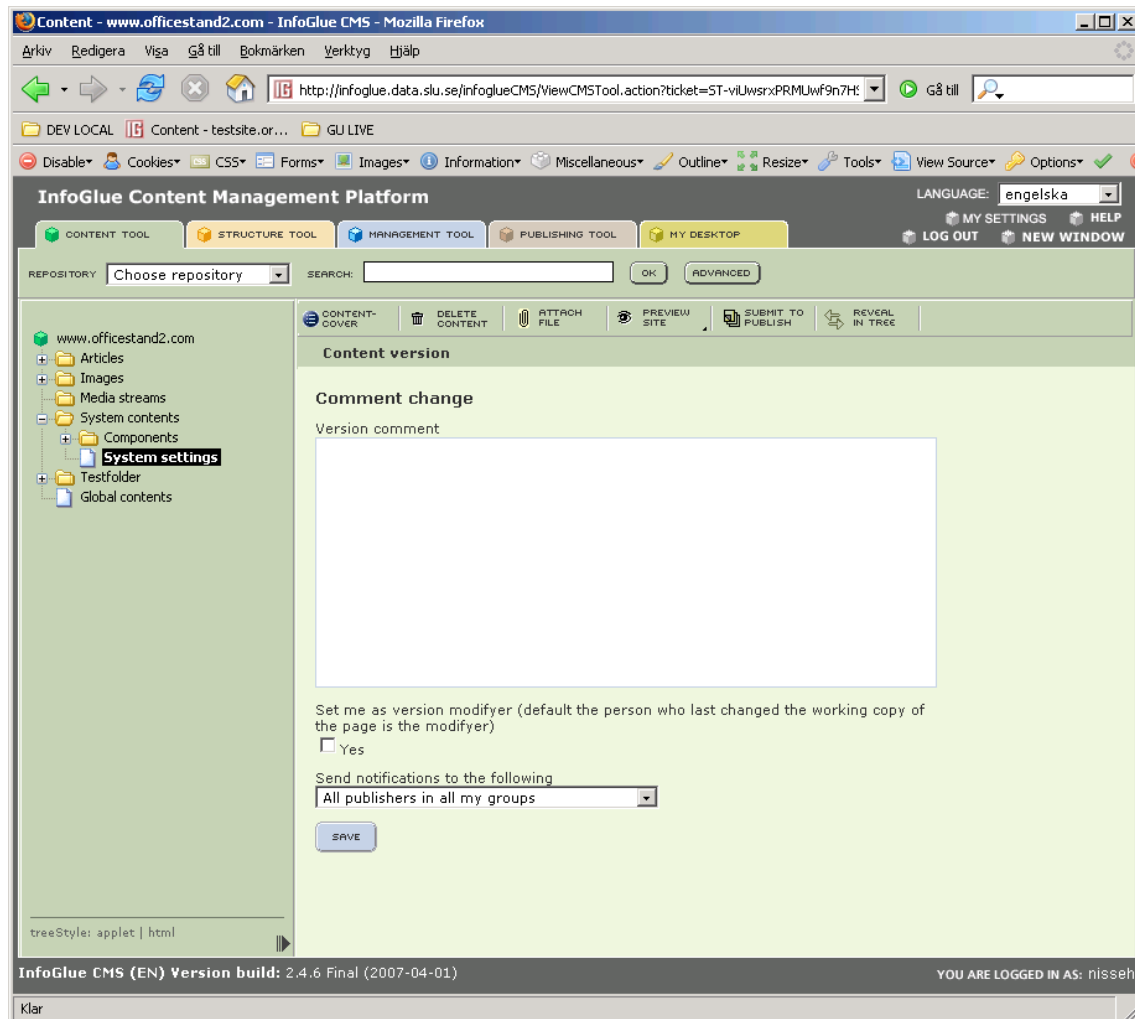 Content - www.officestand2.com - InfoGlue CMS - Mozilla Firefox
Arkiv Redigera Visa Gå till Bokmärken Verktyg Hjälp
http://infoglue.data.slu.se/infoglueCMS/ViewCMSTool.action?ticket=ST-viUwsrxPRMLwf9n7H Gå till
DEV LOCAL Content - testsite.or... GU LIVE
Disable Cookies CSS Forms Images Information Miscellaneous Outline Resize Tools View Source Options
InfoGlue Content Management Platform
LANGUAGE: engelska
MY SETTINGS HELP
CONTENT TOOL STRUCTURE TOOL MANAGEMENT TOOL PUBLISHING TOOL MY DESKTOP
LOG OUT NEW WINDOW
REPOSITORY Choose repository SEARCH: OK ADVANCED
CONTENT-COVER DELETE CONTENT ATTACH FILE PREVIEW SITE SUBMIT TO PUBLISH REVEAL IN TREE
www.officestand2.com
Articles
Images
Media streams
System contents
Components
System settings
Testfolder
Global contents
Content version
Comment change
Version comment
Set me as version modifyer (default the person who last changed the working copy of
the page is the modifyer)
Yes
Send notifications to the following
All publishers in all my groups
SAVE
treeStyle: applet | html
InfoGlue CMS (EN) Version build: 2.4.6 Final (2007-04-01)
YOU ARE LOGGED IN AS: nisseh
Klar